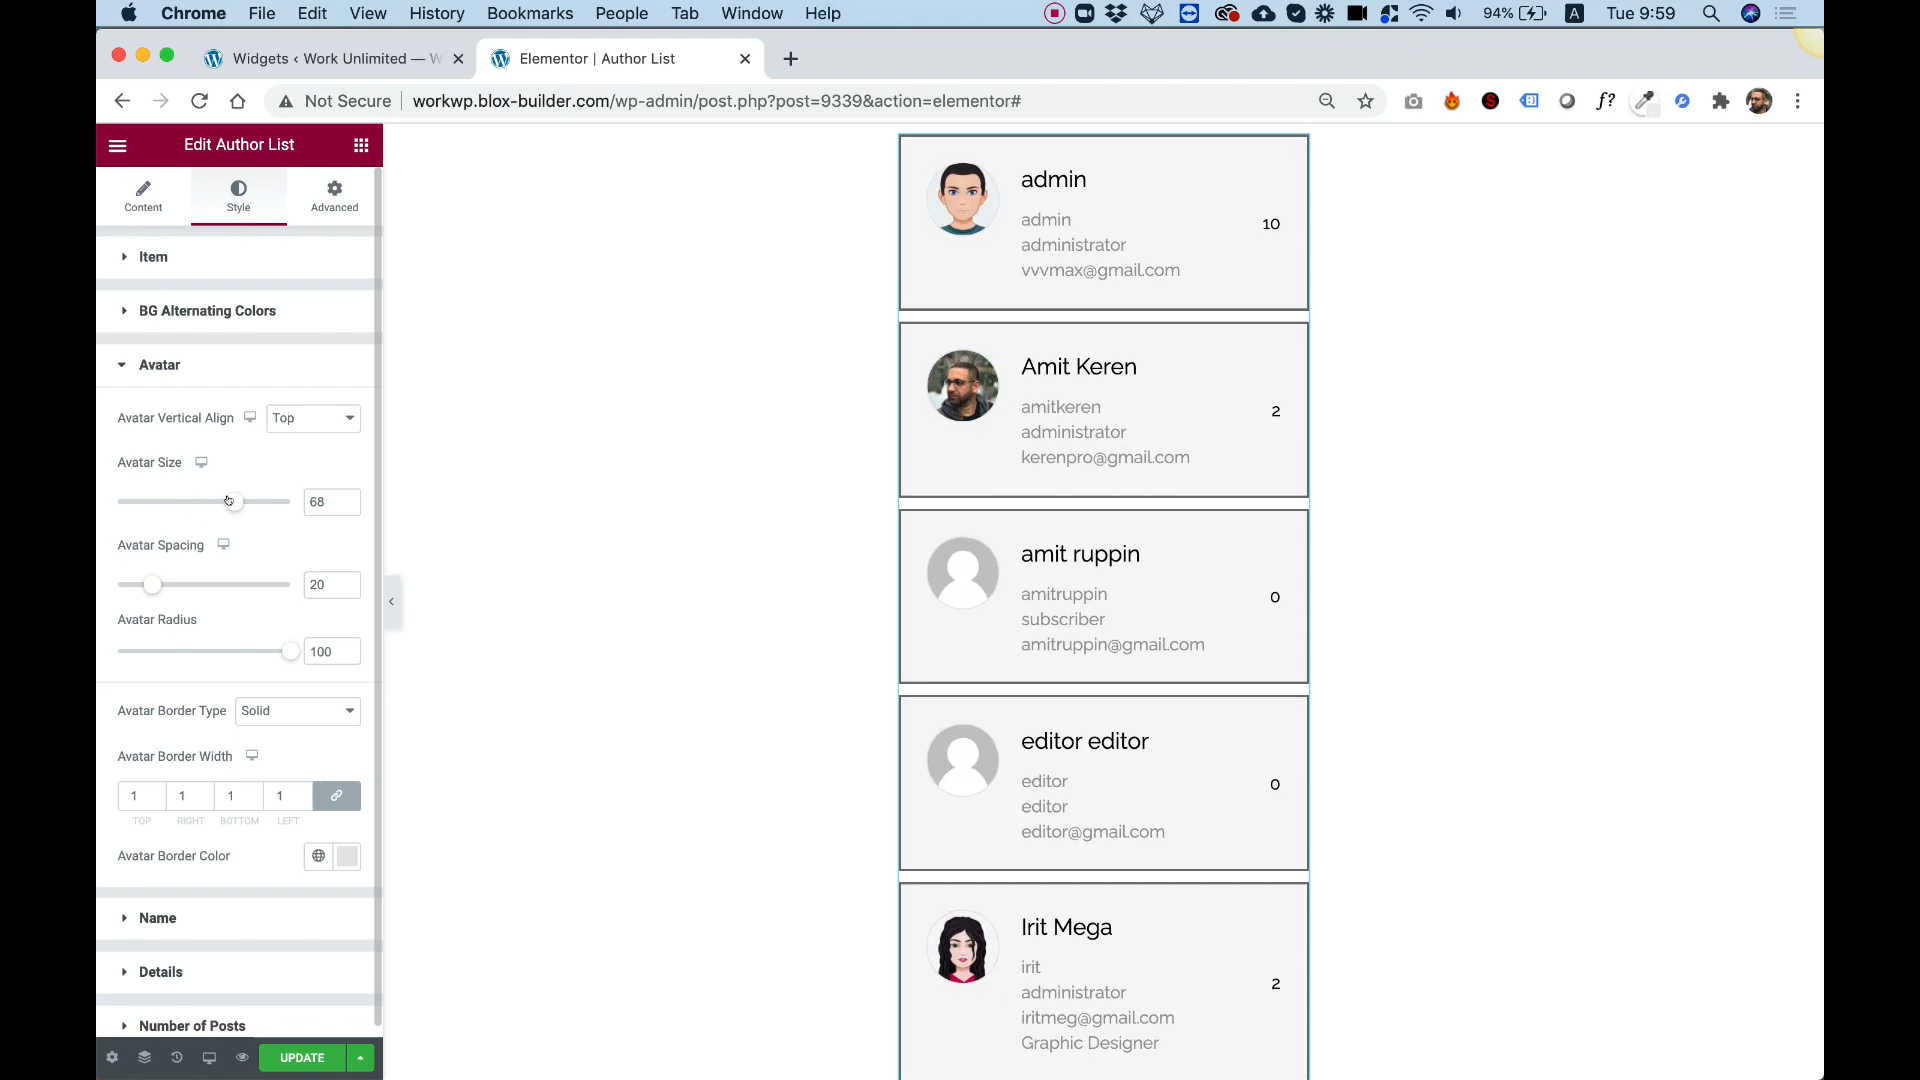 Chrome File Edit View History Bookmarks People Tab Window Help 94% A Tue 9:59
Widgets ‹ Work Unlimited — W
Elementor | Author List
Not Secure workwp.blox-builder.com/wp-admin/post.php?post=9339&action=elementor# S f?
Edit Author List
Content Style Advanced
Item
BG Alternating Colors
Avatar
Avatar Vertical Align Top
Avatar Size
68
Avatar Spacing
20
Avatar Radius
100
Avatar Border Type Solid
Avatar Border Width
1 1 1 1
TOP RIGHT BOTTOM LEFT
Avatar Border Color
Name
Details
Number of Posts
UPDATE
admin
admin
administrator
vvvmax@gmail.com
10
Amit Keren
amitkeren
administrator
kerenpro@gmail.com
2
amit ruppin
amitruppin
subscriber
amitruppin@gmail.com
0
editor editor
editor
editor
editor@gmail.com
0
Irit Mega
irit
administrator
iritmeg@gmail.com
Graphic Designer
2